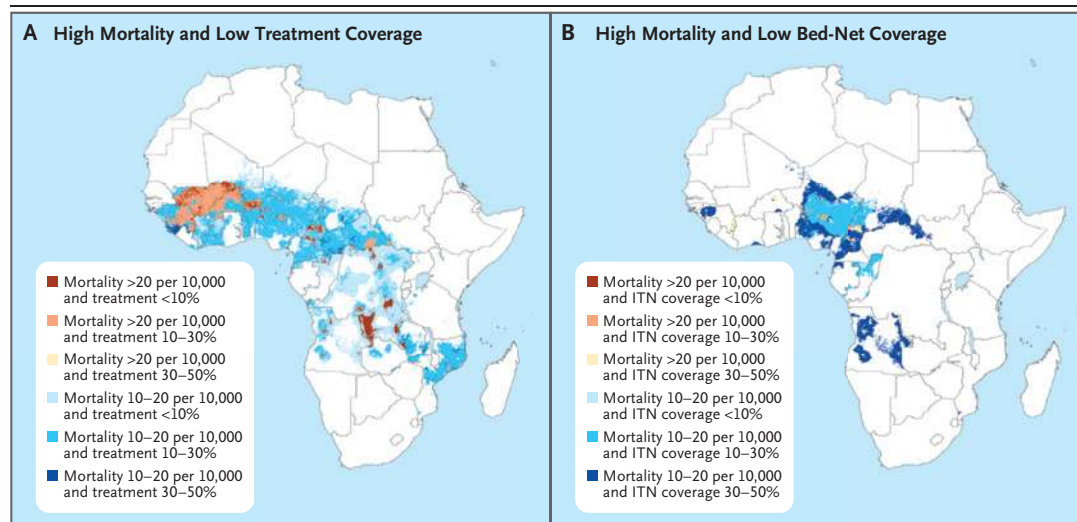 A High Mortality and Low Treatment Coverage
Mortality >20 per 10,000
and treatment <10%
Mortality >20 per 10,000
and treatment 10–30%
Mortality >20 per 10,000
and treatment 30–50%
Mortality 10–20 per 10,000
and treatment <10%
Mortality 10–20 per 10,000
and treatment 10–30%
Mortality 10–20 per 10,000
and treatment 30–50%
B High Mortality and Low Bed-Net Coverage
Mortality >20 per 10,000
and ITN coverage <10%
Mortality >20 per 10,000
and ITN coverage 10–30%
Mortality >20 per 10,000
and ITN coverage 30–50%
Mortality 10–20 per 10,000
and ITN coverage <10%
Mortality 10–20 per 10,000
and ITN coverage 10–30%
Mortality 10–20 per 10,000
and ITN coverage 30–50%